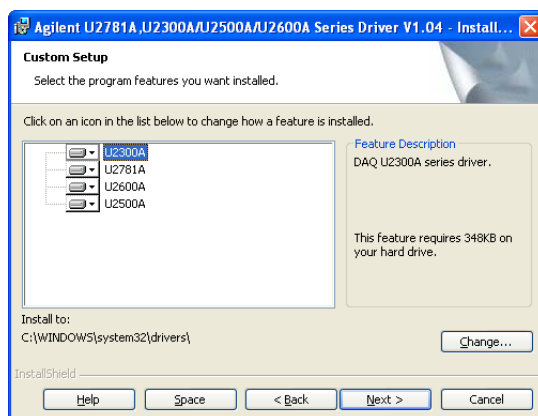 Agilent U2781A,U2300A/U2500A/U2600A Series Driver V1.04 - Install...
Custom Setup
Select the program features you want installed.
Click on an icon in the list below to change how a feature is installed.
U2300A
U2781A
U2600A
U2500A
Feature Description
DAQ U2300A series driver.
This feature requires 348KB on
your hard drive.
Install to:
C:\WINDOWS\system32\drivers\
Change...
InstallShield
Help
Space
< Back
Next >
Cancel